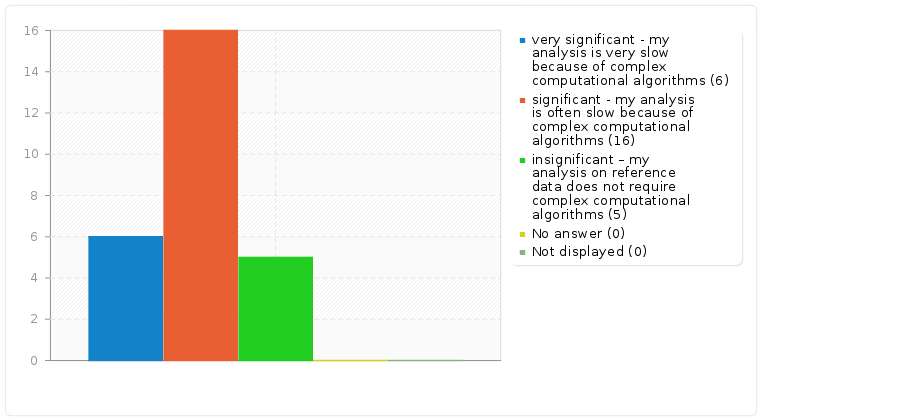 16
14
12
10
8
6
4
2
0
very significant - my
analysis is very slow
because of complex
computational algorithms (6)
significant - my analysis
is often slow because of
complex computational
algorithms (16)
insignificant – my
analysis on reference
data does not require
complex computational
algorithms (5)
No answer (0)
Not displayed (0)